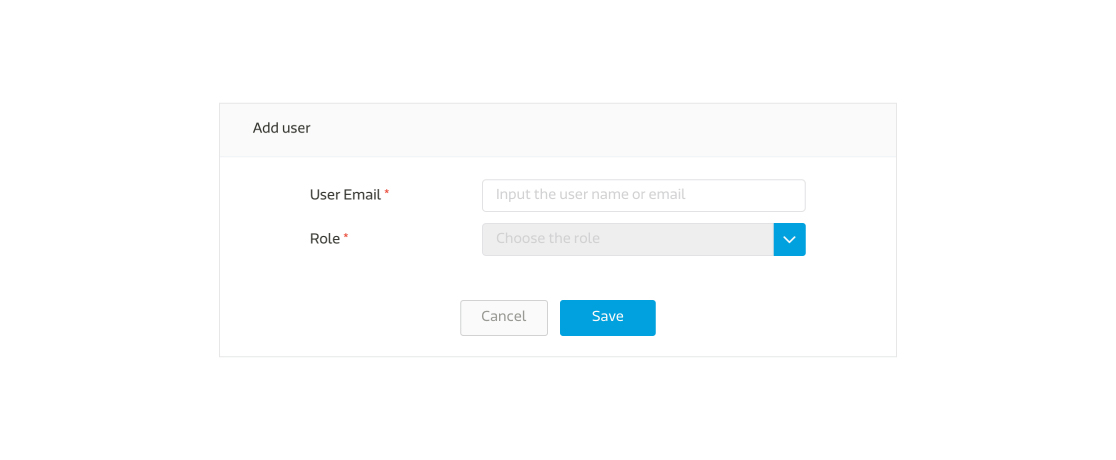 Add user
User Email * Input the user name or email
Role * Choose the role
Cancel Save